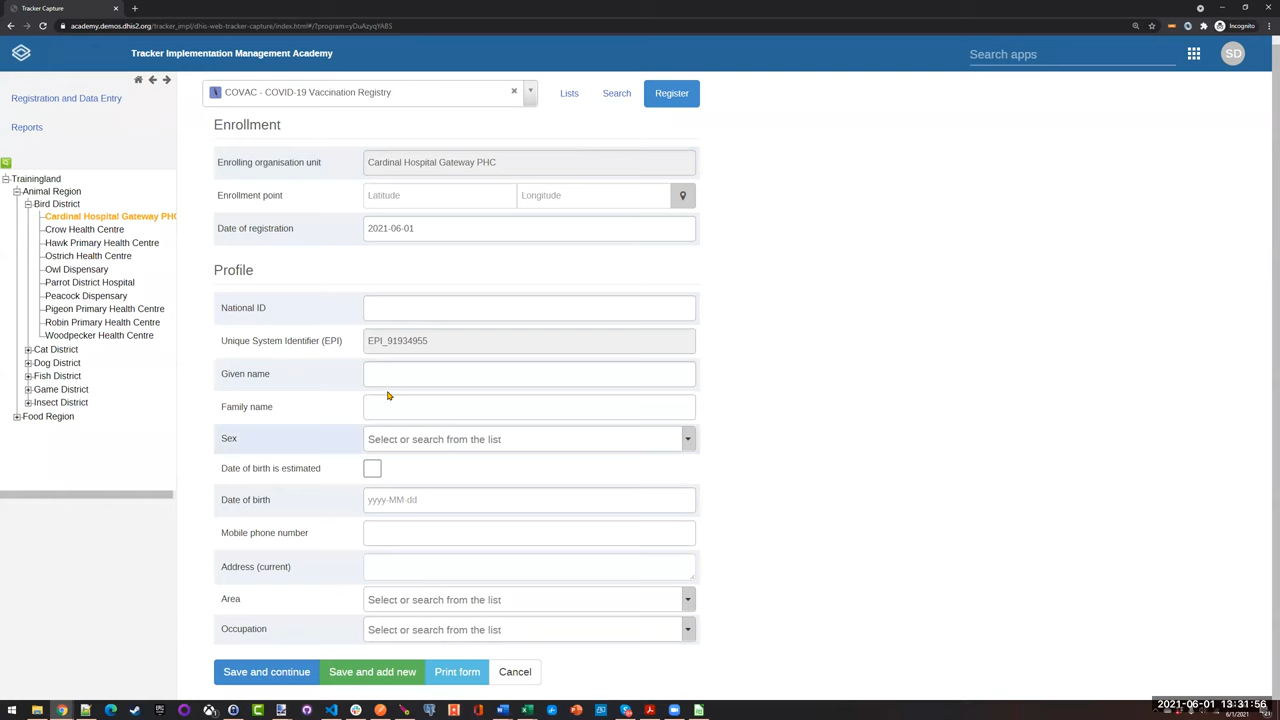 Tracker Capture
academy.demos.dhis2.org/tracker_impl/dhis-web-tracker-capture/index.html#/?program=yDuAzyqYABS
Incognito
Tracker Implementation Management Academy
Search apps
SD
Registration and Data Entry
Reports
Trainingland
Animal Region
Bird District
Cardinal Hospital Gateway PHC
Crow Health Centre
Hawk Primary Health Centre
Ostrich Health Centre
Owl Dispensary
Parrot District Hospital
Peacock Dispensary
Pigeon Primary Health Centre
Robin Primary Health Centre
Woodpecker Health Centre
Cat District
Dog District
Fish District
Game District
Insect District
Food Region
COVAC - COVID-19 Vaccination Registry
Lists
Search
Register
Enrollment
Enrolling organisation unit
Cardinal Hospital Gateway PHC
Enrollment point
Latitude
Longitude
Date of registration
2021-06-01
Profile
National ID
Unique System Identifier (EPI)
EPI_91934955
Given name
Family name
Sex
Select or search from the list
Date of birth is estimated
Date of birth
yyyy-MM-dd
Mobile phone number
Address (current)
Area
Select or search from the list
Occupation
Select or search from the list
Save and continue
Save and add new
Print form
Cancel
2021-06-01 13:31:56
6/1/2021